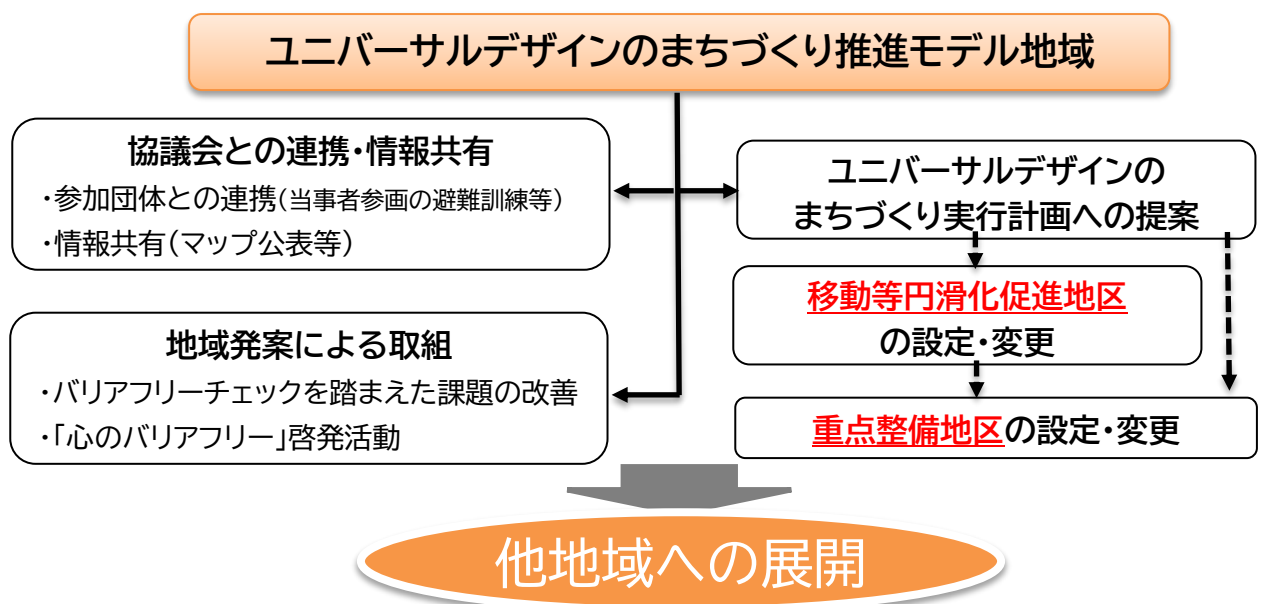 ユニバーサルデザインのまちづくり推進モデル地域
協議会との連携・情報共有
・参加団体との連携(当事者参画の避難訓練等)
・情報共有(マップ公表等)
地域発案による取組
・バリアフリーチェックを踏まえた課題の改善
・「心のバリアフリー」啓発活動
ユニバーサルデザインの
まちづくり実行計画への提案
移動等円滑化促進地区
の設定・変更
重点整備地区の設定・変更
他地域への展開